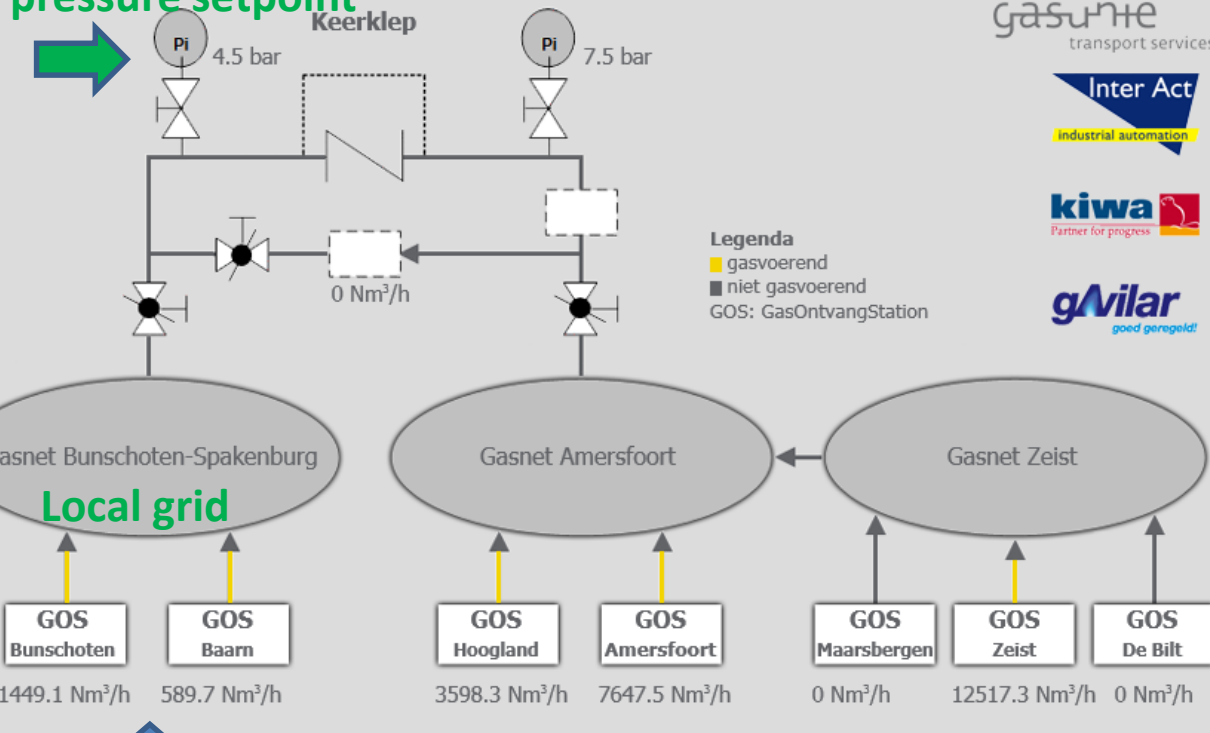 pressure setpoint
Keerklep
Pi
4.5 bar
Pi
7.5 bar
gasunie
transport services
Inter Act
industrial automation
kiwa
Partner for progress
gAvilar
goed geregeld!
Legenda
gasvoerend
niet gasvoerend
GOS: GasOntvangStation
0 Nm³/h
asnet Bunschoten-Spakenburg
Local grid
Gasnet Amersfoort
Gasnet Zeist
GOS
Bunschoten
GOS
Baarn
GOS
Hoogland
GOS
Amersfoort
GOS
Maarsbergen
GOS
Zeist
GOS
De Bilt
1449.1 Nm³/h
589.7 Nm³/h
3598.3 Nm³/h
7647.5 Nm³/h
0 Nm³/h
12517.3 Nm³/h
0 Nm³/h